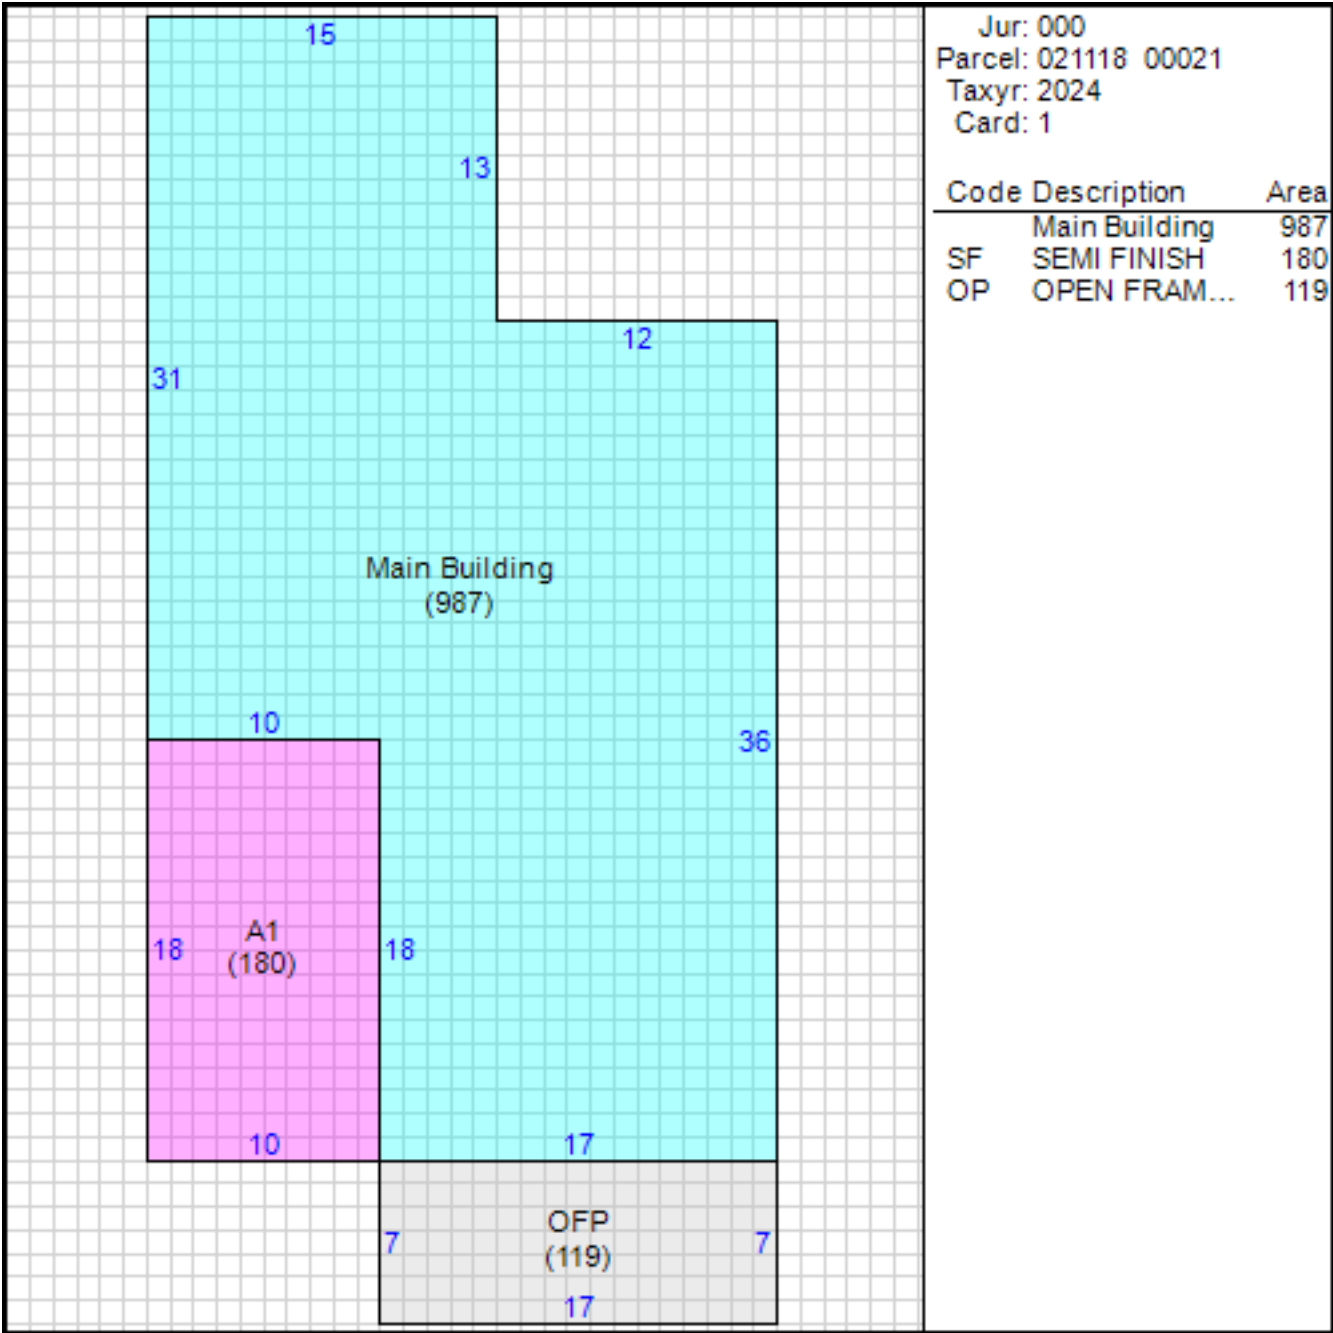 15
13
12
31
Main Building
(987)
10
36
A1
(180)
18
18
10
17
OFP
(119)
7
7
17
Jur: 000
Parcel: 021118 00021
Taxyr: 2024
Card: 1
Code Description Area
Main Building 987
SF SEMI FINISH 180
OP OPEN FRAM... 119